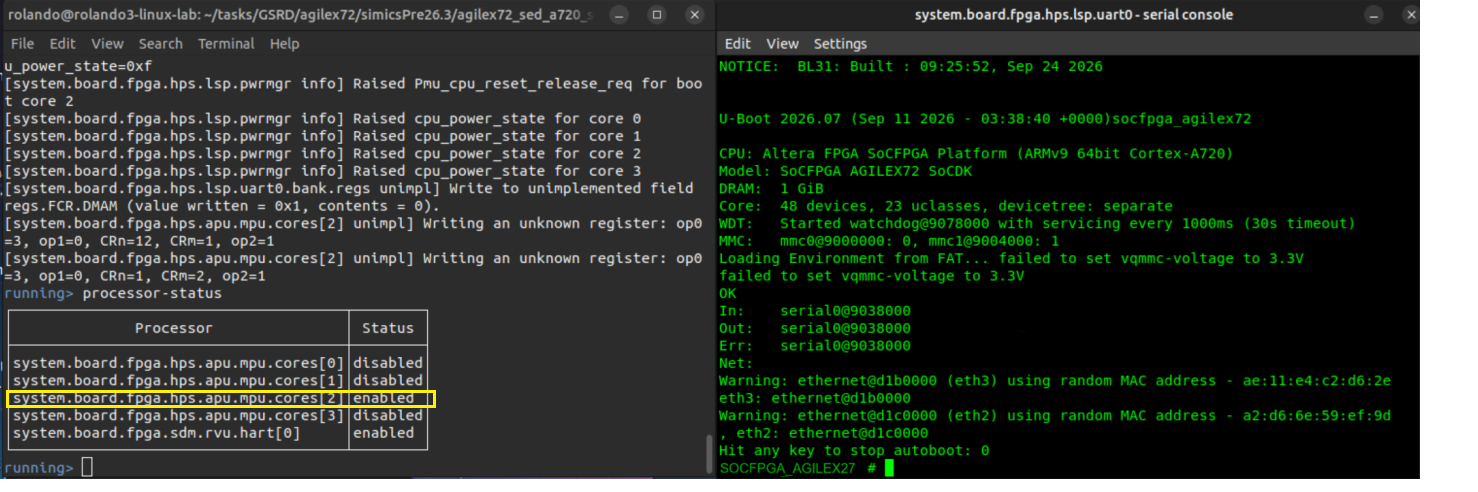 rolando@rolando3-linux-lab: ~/tasks/GSRD/agilex72/simicsPre26.3/agilex72_sed_a720_s
File Edit View Search Terminal Help
u_power_state=0xf
[system.board.fpga.hps.lsp.pwrmgr info] Raised Pmu_cpu_reset_release_req for boo
t core 2
[system.board.fpga.hps.lsp.pwrmgr info] Raised cpu_power_state for core 0
[system.board.fpga.hps.lsp.pwrmgr info] Raised cpu_power_state for core 1
[system.board.fpga.hps.lsp.pwrmgr info] Raised cpu_power_state for core 2
[system.board.fpga.hps.lsp.pwrmgr info] Raised cpu_power_state for core 3
[system.board.fpga.hps.lsp.uart0.bank.regs unimpl] Write to unimplemented field
regs.FCR.DMAM (value written = 0x1, contents = 0).
[system.board.fpga.hps.apu.mpu.cores[2] unimpl] Writing an unknown register: op0
=3, op1=0, CRn=12, CRm=1, op2=1
[system.board.fpga.hps.apu.mpu.cores[2] unimpl] Writing an unknown register: op0
=3, op1=0, CRn=1, CRm=2, op2=1
running> processor-status
Processor Status
system.board.fpga.hps.apu.mpu.cores[0] disabled
system.board.fpga.hps.apu.mpu.cores[1] disabled
system.board.fpga.hps.apu.mpu.cores[2] enabled
system.board.fpga.hps.apu.mpu.cores[3] disabled
system.board.fpga.sdm.rvu.hart[0] enabled
running>
system.board.fpga.hps.lsp.uart0 - serial console
Edit View Settings
NOTICE:  BL31: Built : 09:25:52, Sep 24 2026
U-Boot 2026.07 (Sep 11 2026 - 03:38:40 +0000)socfpga_agilex72
CPU: Altera FPGA SoCFPGA Platform (ARMv9 64bit Cortex-A720)
Model: SoCFPGA AGILEX72 SoCDK
DRAM:  1 GiB
Core:  48 devices, 23 uclasses, devicetree: separate
WDT:   Started watchdog@9078000 with servicing every 1000ms (30s timeout)
MMC:   mmc0@9000000: 0, mmc1@9004000: 1
Loading Environment from FAT... failed to set vqmmc-voltage to 3.3V
failed to set vqmmc-voltage to 3.3V
OK
In:    serial0@9038000
Out:   serial0@9038000
Err:   serial0@9038000
Net:
Warning: ethernet@d1b0000 (eth3) using random MAC address - ae:11:e4:c2:d6:2e
eth3: ethernet@d1b0000
Warning: ethernet@d1c0000 (eth2) using random MAC address - a2:d6:6e:59:ef:9d
, eth2: ethernet@d1c0000
Hit any key to stop autoboot: 0
SOCFPGA_AGILEX27 #